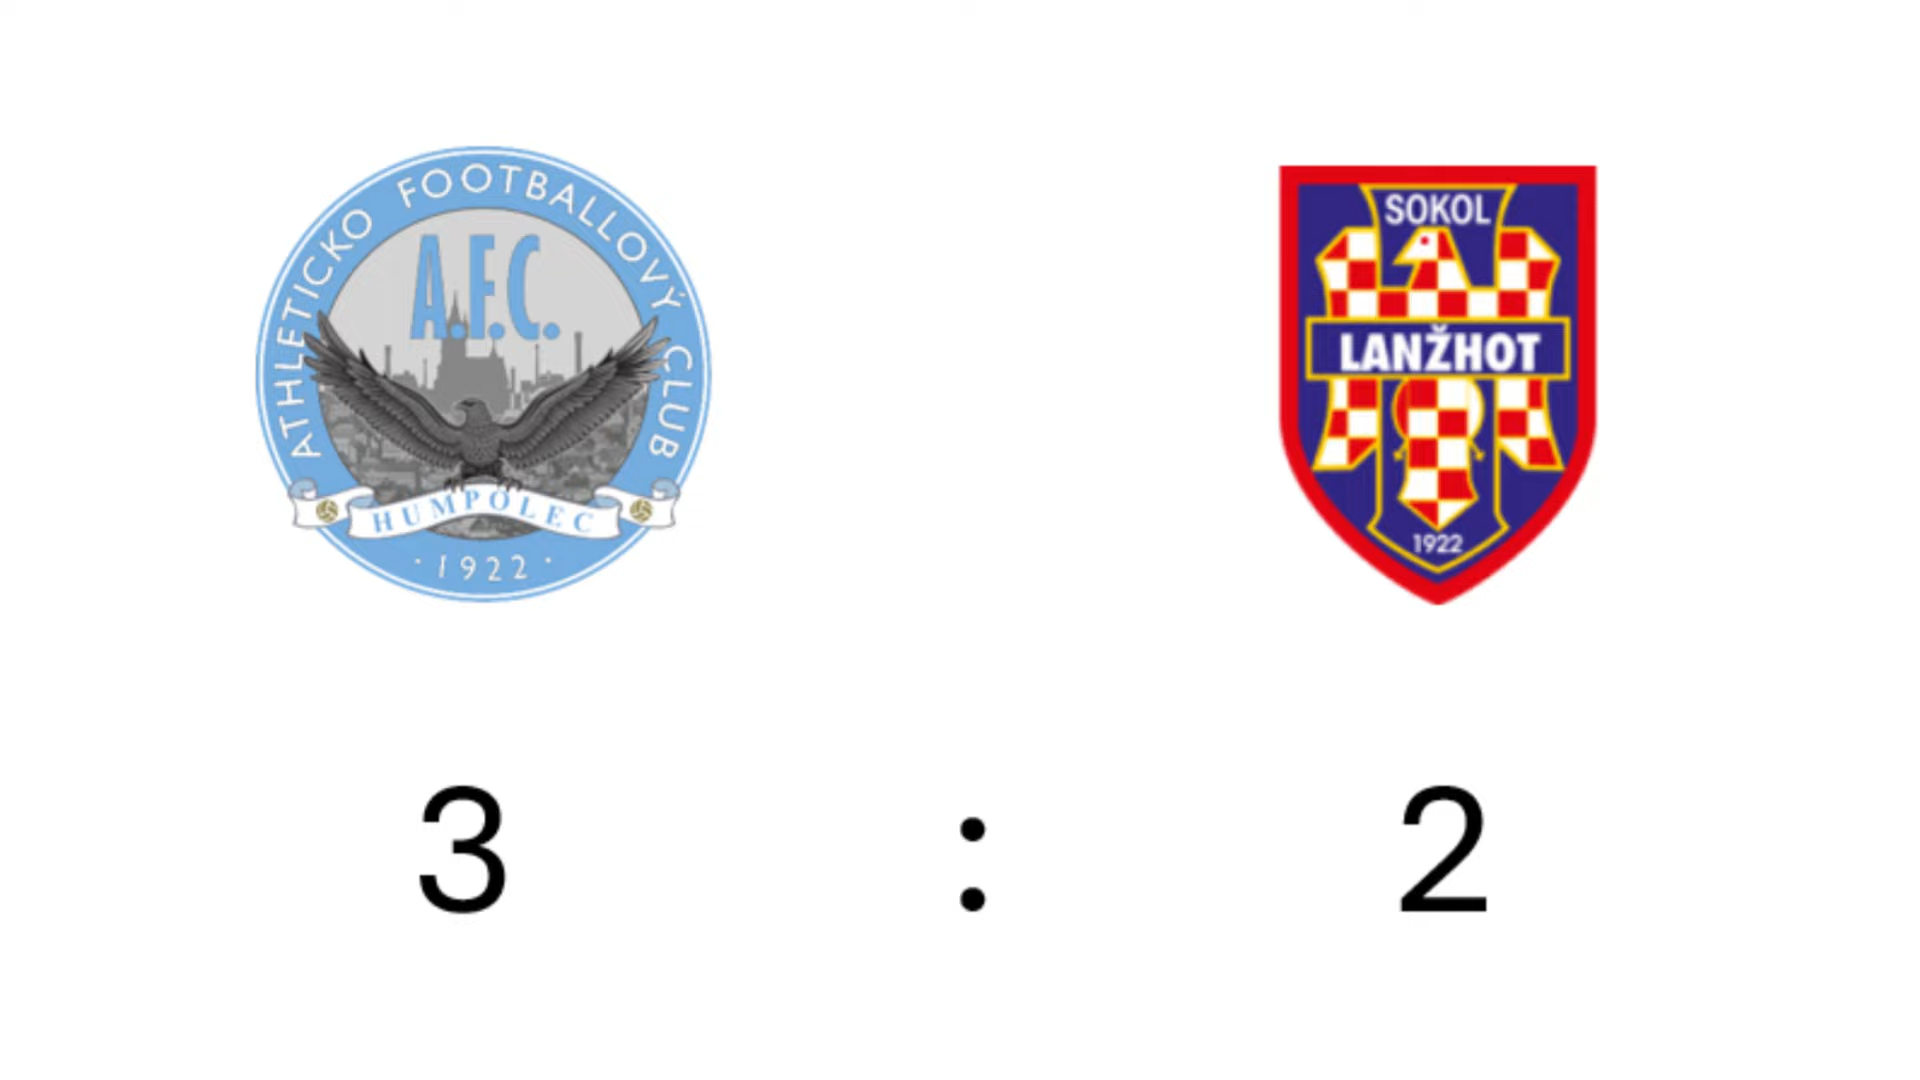 ATHLETICKO FOOTBALLOVÝ CLUB
A.F.C.
HUMPOLEC
· 1922 ·
SOKOL
LANŽHOT
1922
3 : 2